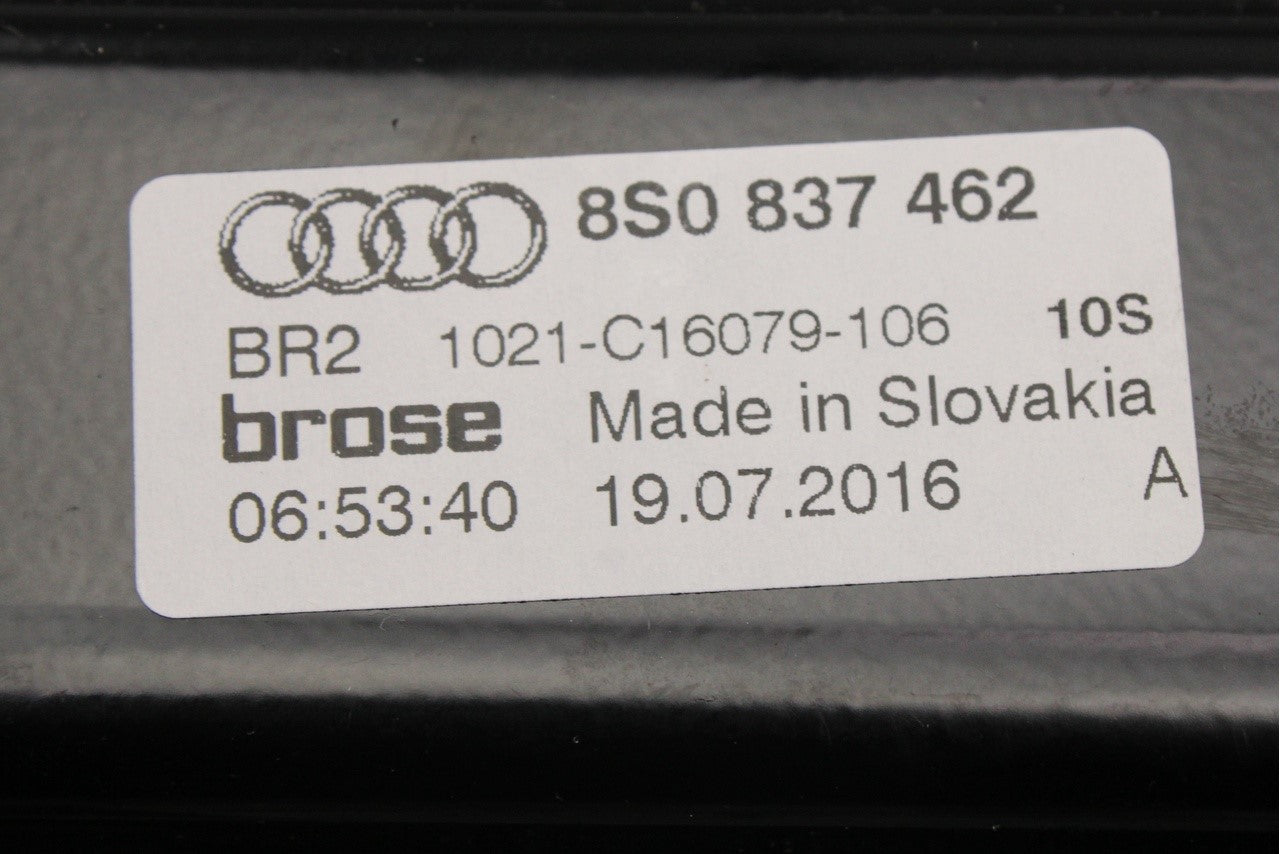 8S0 837 462
BR2 1021-C16079-106 10S
brose Made in Slovakia
06:53:40 19.07.2016 A